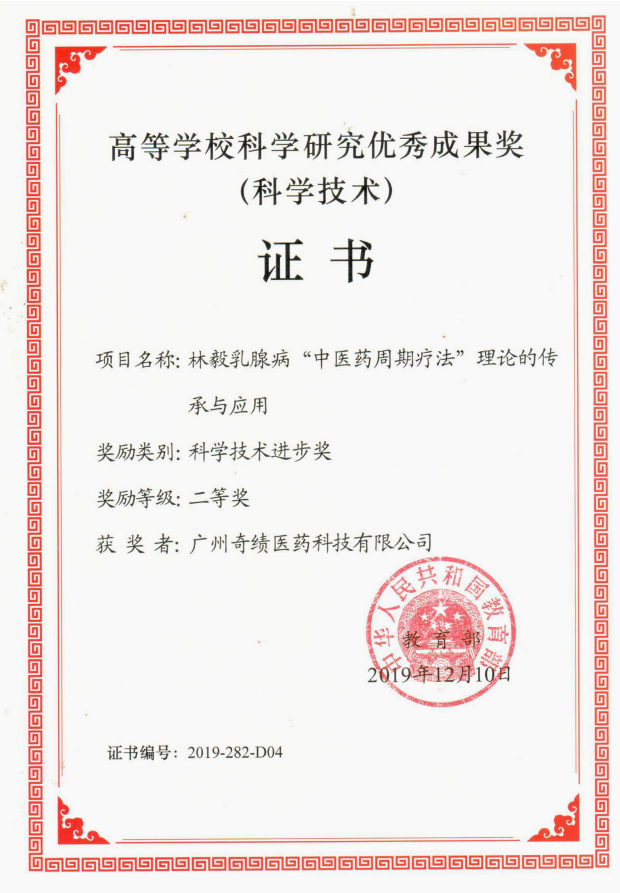 高等学校科学研究优秀成果奖
(科学技术)
证书
项目名称: 林毅乳腺病“中医药周期疗法”理论的传
承与应用
奖励类别: 科学技术进步奖
奖励等级: 二等奖
获奖者: 广州奇绩医药科技有限公司
中华人民共和国教育部
教育部
2019年12月10日
证书编号: 2019-282-D04